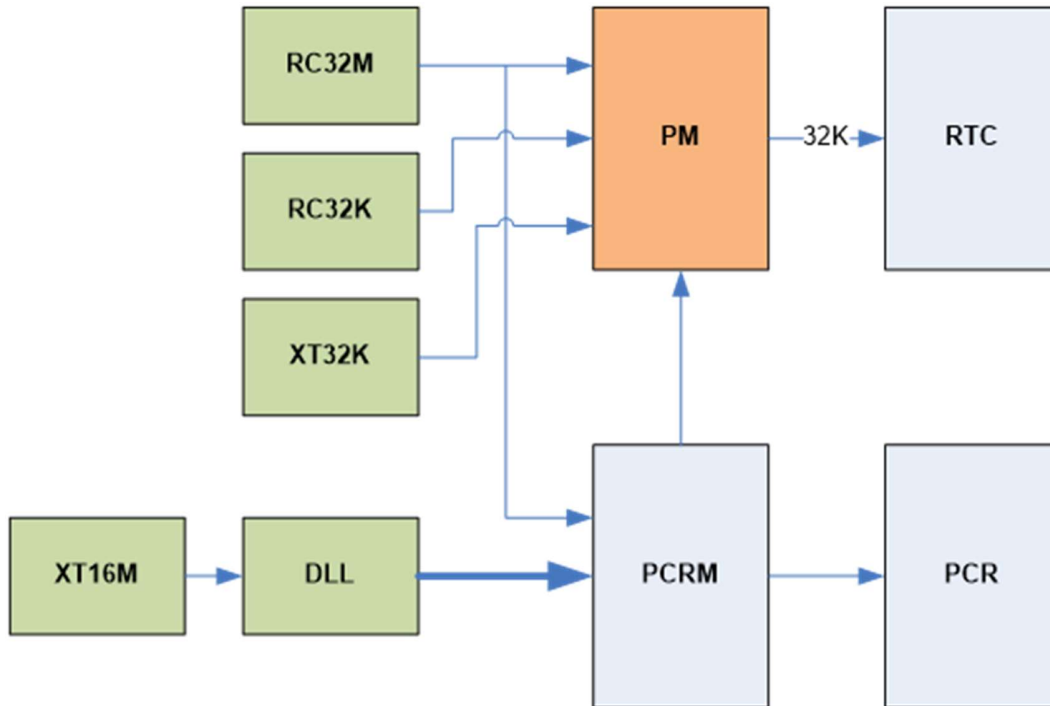 RC32M
PM
32K
RTC
RC32K
XT32K
XT16M
DLL
PCRM
PCR